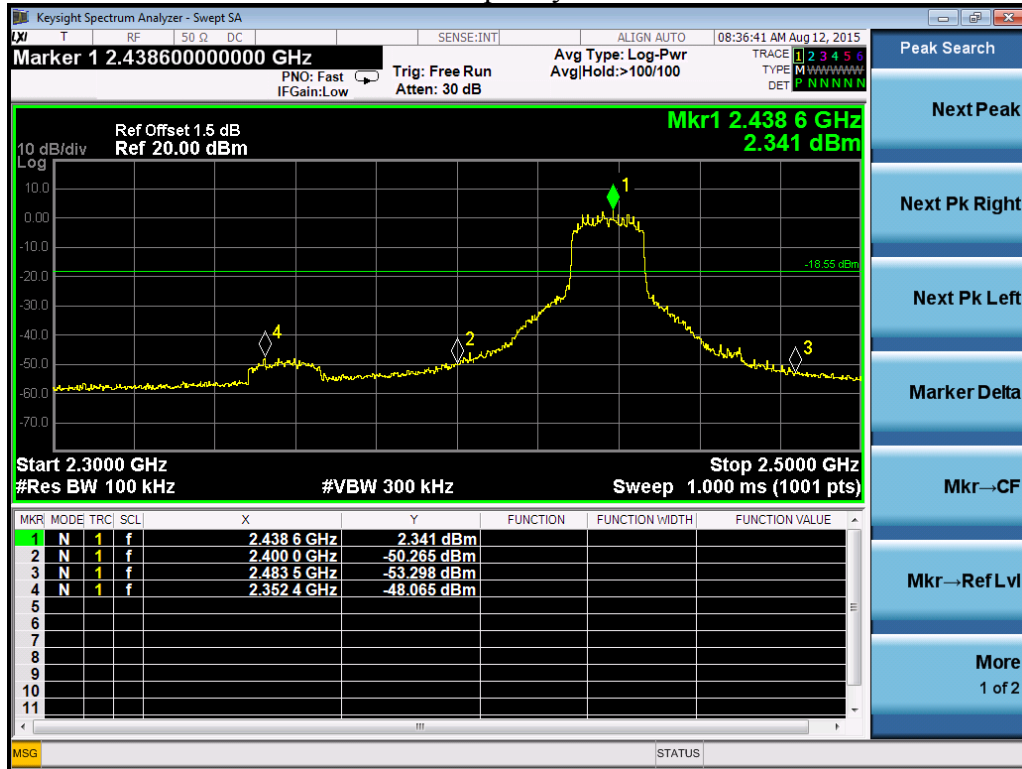 Keysight Spectrum Analyzer - Swept SA
LXI T RF 50 Ω DC SENSE:INT ALIGN AUTO 08:36:41 AM Aug 12, 2015
Marker 1 2.438600000000 GHz
PNO: Fast
IFGain:Low
Trig: Free Run
Atten: 30 dB
Avg Type: Log-Pwr
Avg|Hold:>100/100
TRACE 1 2 3 4 5 6
TYPE M W W W W W
DET P N N N N N
Peak Search
Next Peak
Next Pk Right
Next Pk Left
Marker Delta
Mkr→CF
Mkr→Ref Lvl
More
1 of 2
Mkr1 2.438 6 GHz
2.341 dBm
Ref Offset 1.5 dB
10 dB/div Ref 20.00 dBm
Log
10.0
0.00
-10.0
-20.0
-30.0
-40.0
-50.0
-60.0
-70.0
1
-18.55 dBm
4
2
3
Start 2.3000 GHz Stop 2.5000 GHz
#Res BW 100 kHz #VBW 300 kHz Sweep 1.000 ms (1001 pts)
MKR MODE TRC SCL X Y FUNCTION FUNCTION WIDTH FUNCTION VALUE
1 N 1 f 2.438 6 GHz 2.341 dBm
2 N 1 f 2.400 0 GHz -50.265 dBm
3 N 1 f 2.483 5 GHz -53.298 dBm
4 N 1 f 2.352 4 GHz -48.065 dBm
5
6
7
8
9
10
11
MSG STATUS